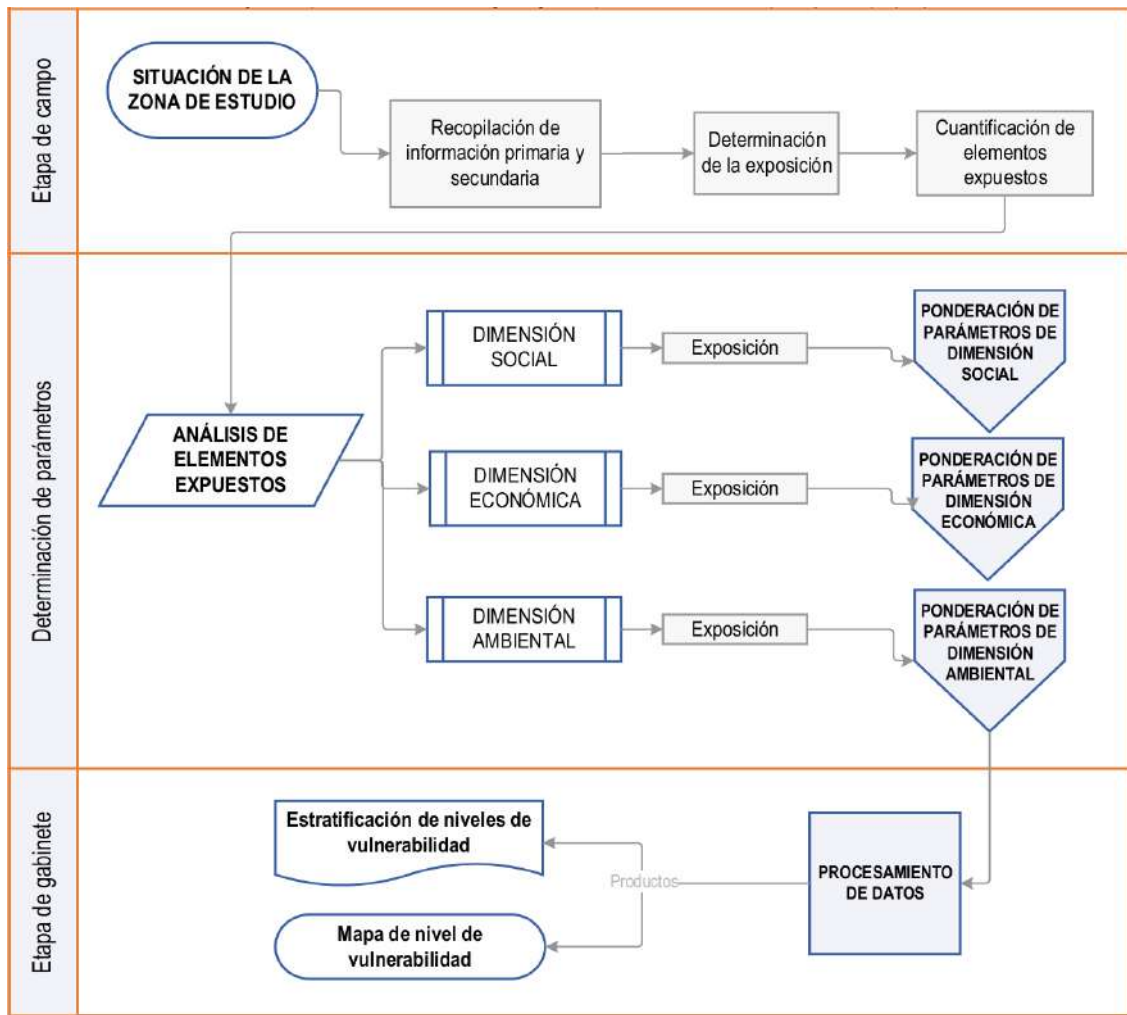 Etapa de campo
SITUACIÓN DE LA
ZONA DE ESTUDIO
Recopilación de
información primaria y
secundaria
Determinación
de la exposición
Cuantificación de
elementos
expuestos
Determinación de parámetros
ANÁLISIS DE
ELEMENTOS
EXPUESTOS
DIMENSIÓN
SOCIAL
Exposición
PONDERACIÓN DE
PARÁMETROS DE
DIMENSIÓN
SOCIAL
DIMENSIÓN
ECONÓMICA
Exposición
PONDERACIÓN DE
PARÁMETROS DE
DIMENSIÓN
ECONÓMICA
DIMENSIÓN
AMBIENTAL
Exposición
PONDERACIÓN DE
PARÁMETROS DE
DIMENSIÓN
AMBIENTAL
Etapa de gabinete
Estratificación de niveles de
vulnerabilidad
Productos
PROCESAMIENTO
DE DATOS
Mapa de nivel de
vulnerabilidad